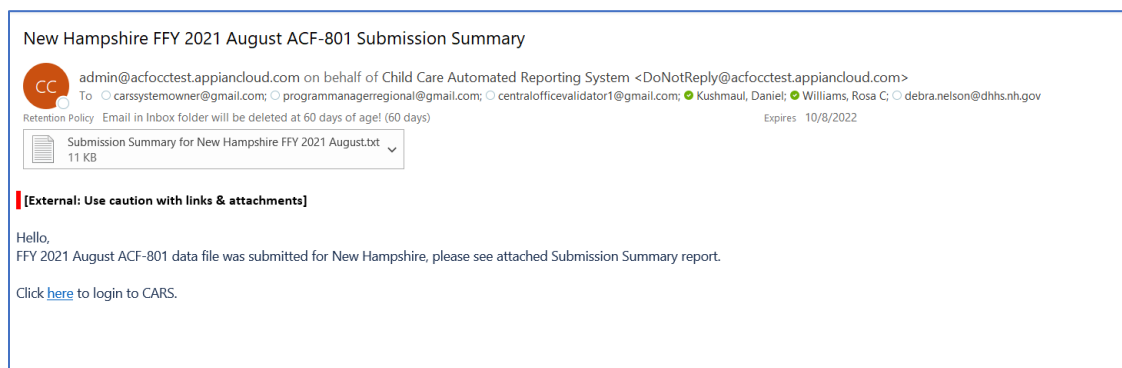 New Hampshire FFY 2021 August ACF-801 Submission Summary
CC
admin@acfocctest.appiancloud.com on behalf of Child Care Automated Reporting System <DoNotReply@acfocctest.appiancloud.com>
To carssystemowner@gmail.com; programmanagerregional@gmail.com; centralofficevalidator1@gmail.com; Kushmaul, Daniel; Williams, Rosa C; debra.nelson@dhhs.nh.gov
Retention Policy Email in Inbox folder will be deleted at 60 days of age! (60 days) Expires 10/8/2022
Submission Summary for New Hampshire FFY 2021 August.txt
11 KB
[External: Use caution with links & attachments]
Hello,
FFY 2021 August ACF-801 data file was submitted for New Hampshire, please see attached Submission Summary report.
Click here to login to CARS.